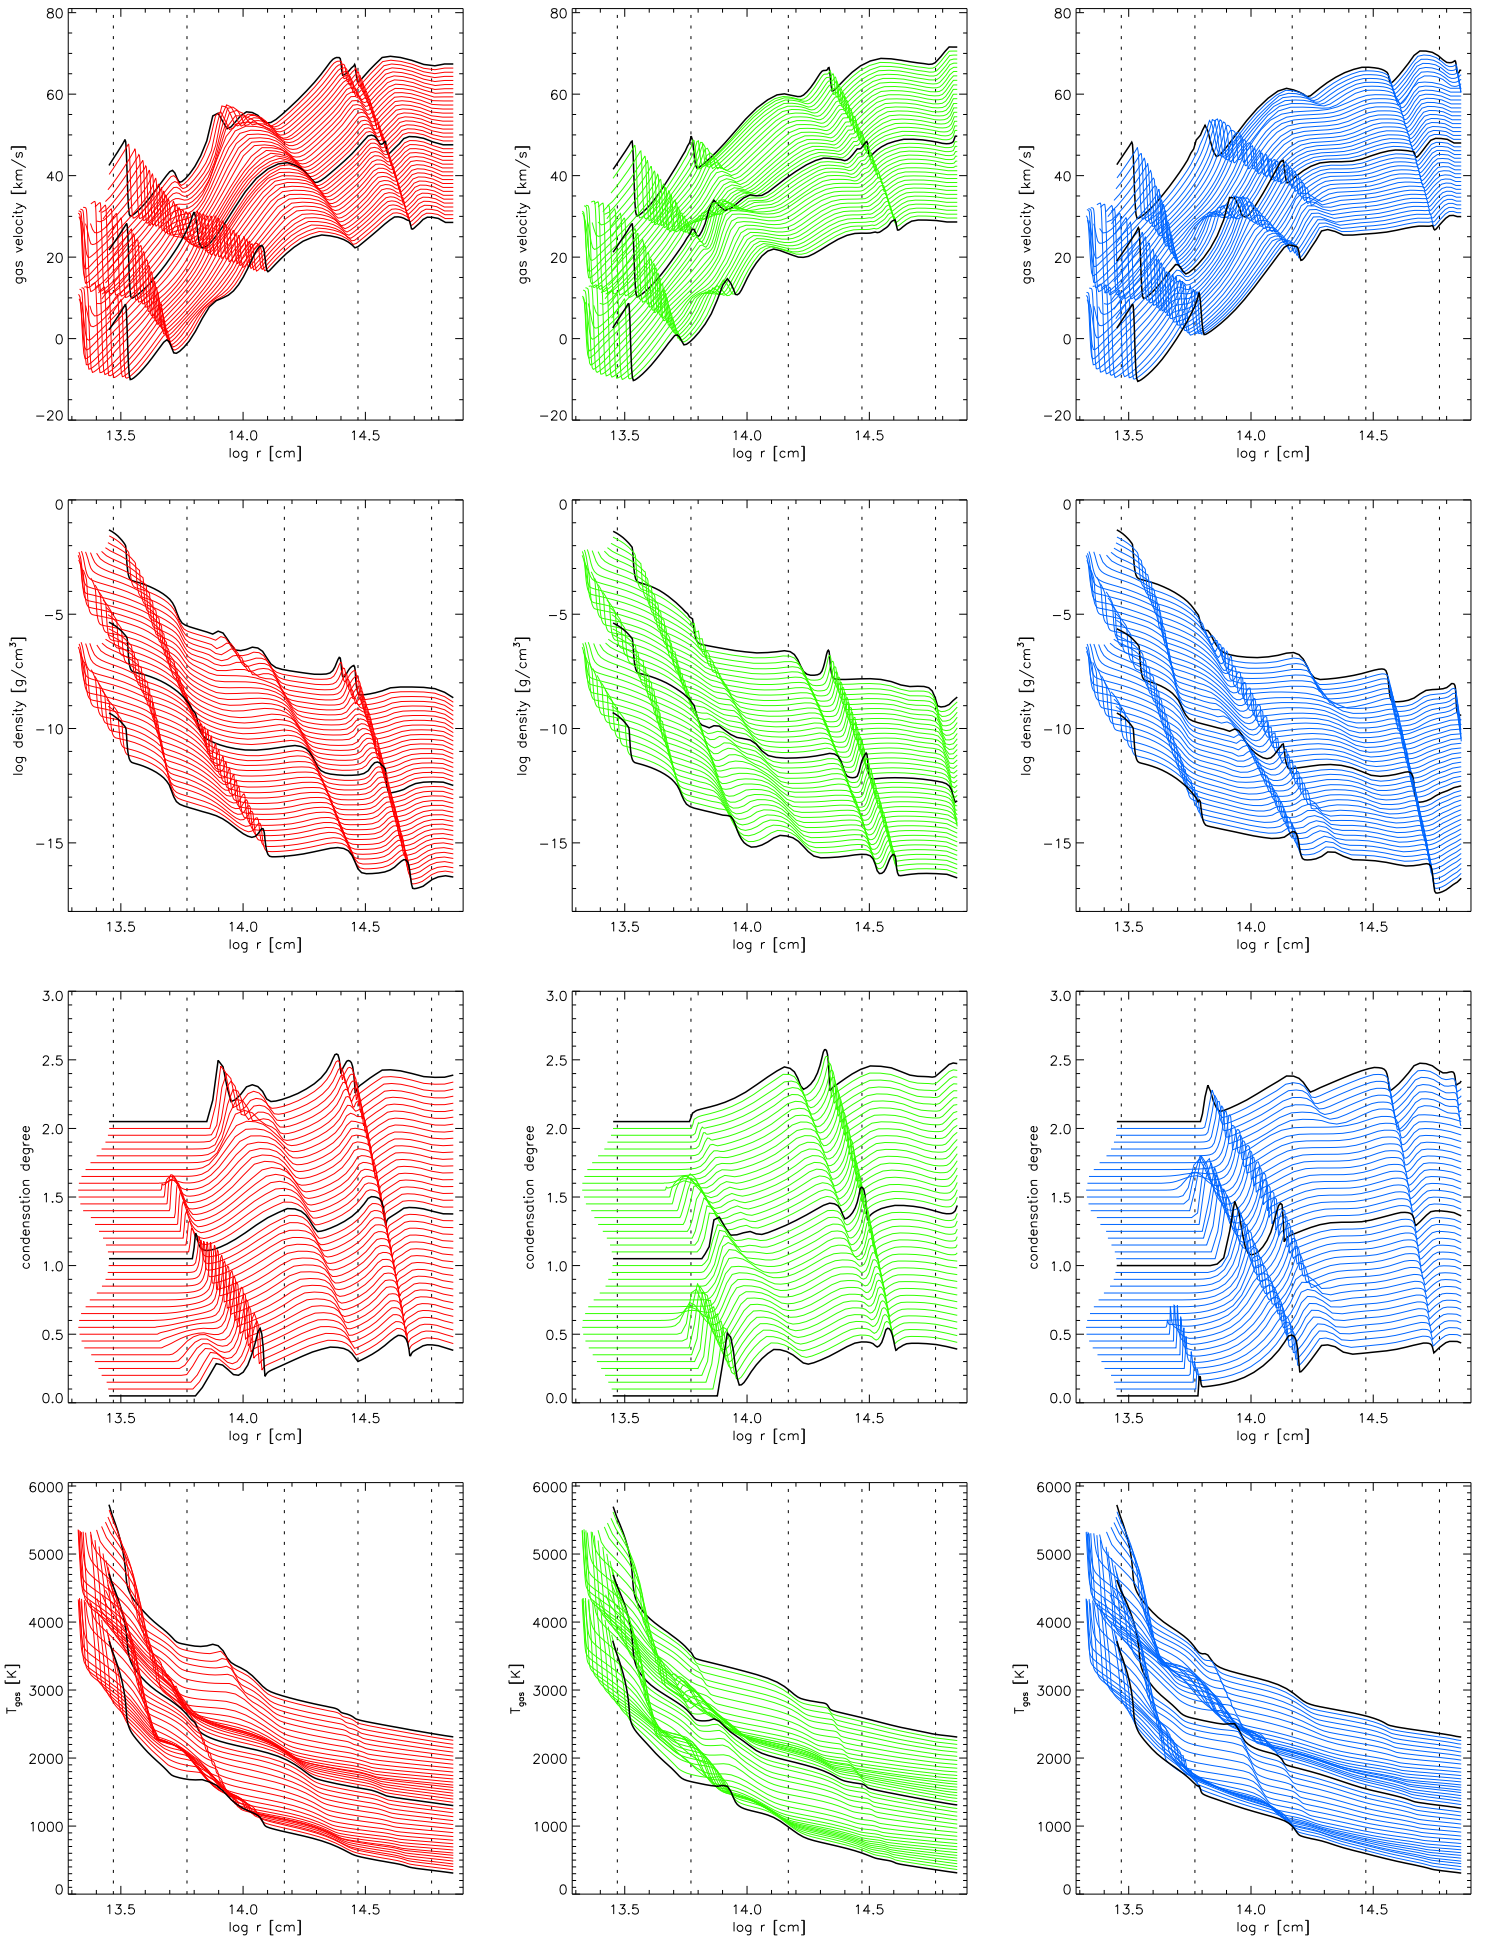 80 80 80
60 60 60
gas velocity [km/s] gas velocity [km/s] gas velocity [km/s]
40 40 40
20 20 20
0 0 0
−20 −20 −20
13.5 14.0 14.5 13.5 14.0 14.5 13.5 14.0 14.5
log r [cm] log r [cm] log r [cm]
0 0 0
−5 −5 −5
log density [g/cm³] log density [g/cm³] log density [g/cm³]
−10 −10 −10
−15 −15 −15
13.5 14.0 14.5 13.5 14.0 14.5 13.5 14.0 14.5
log r [cm] log r [cm] log r [cm]
3.0 3.0 3.0
2.5 2.5 2.5
2.0 2.0 2.0
condensation degree condensation degree condensation degree
1.5 1.5 1.5
1.0 1.0 1.0
0.5 0.5 0.5
0.0 0.0 0.0
13.5 14.0 14.5 13.5 14.0 14.5 13.5 14.0 14.5
log r [cm] log r [cm] log r [cm]
6000 6000 6000
5000 5000 5000
4000 4000 4000
Tgas [K] Tgas [K] Tgas [K]
3000 3000 3000
2000 2000 2000
1000 1000 1000
0 0 0
13.5 14.0 14.5 13.5 14.0 14.5 13.5 14.0 14.5
log r [cm] log r [cm] log r [cm]